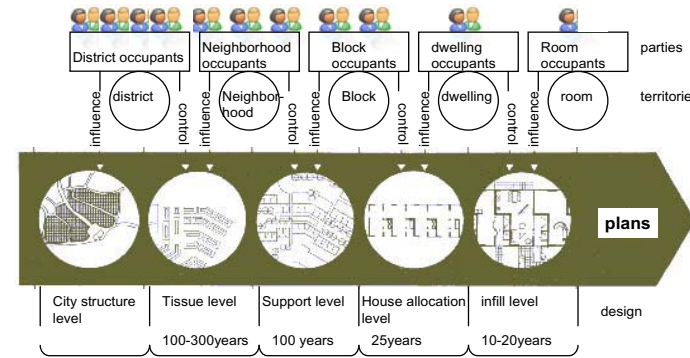 District occupants
Neighborhood
occupants
Block
occupants
dwelling
occupants
Room
occupants
parties
district
Neighbor-
hood
Block
dwelling
room
territories
influence
control
influence
control
influence
control
influence
control
influence
plans
City structure
level
Tissue level
Support level
House allocation
level
infill level
design
100-300years
100 years
25years
10-20years